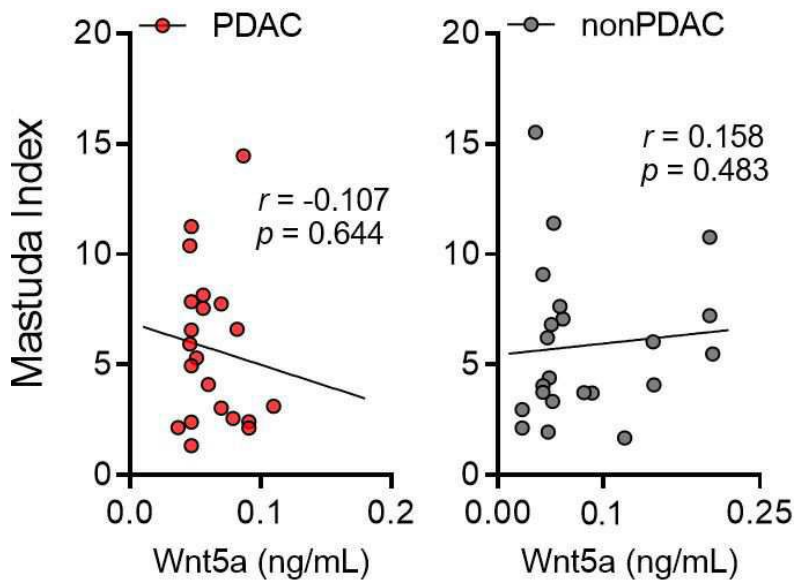 PDAC
nonPDAC
Mastuda Index
20
15
10
5
0
r = -0.107
p = 0.644
0.0
0.1
0.2
Wnt5a (ng/mL)
20
15
10
5
0
r = 0.158
p = 0.483
0.00
0.1
0.25
Wnt5a (ng/mL)